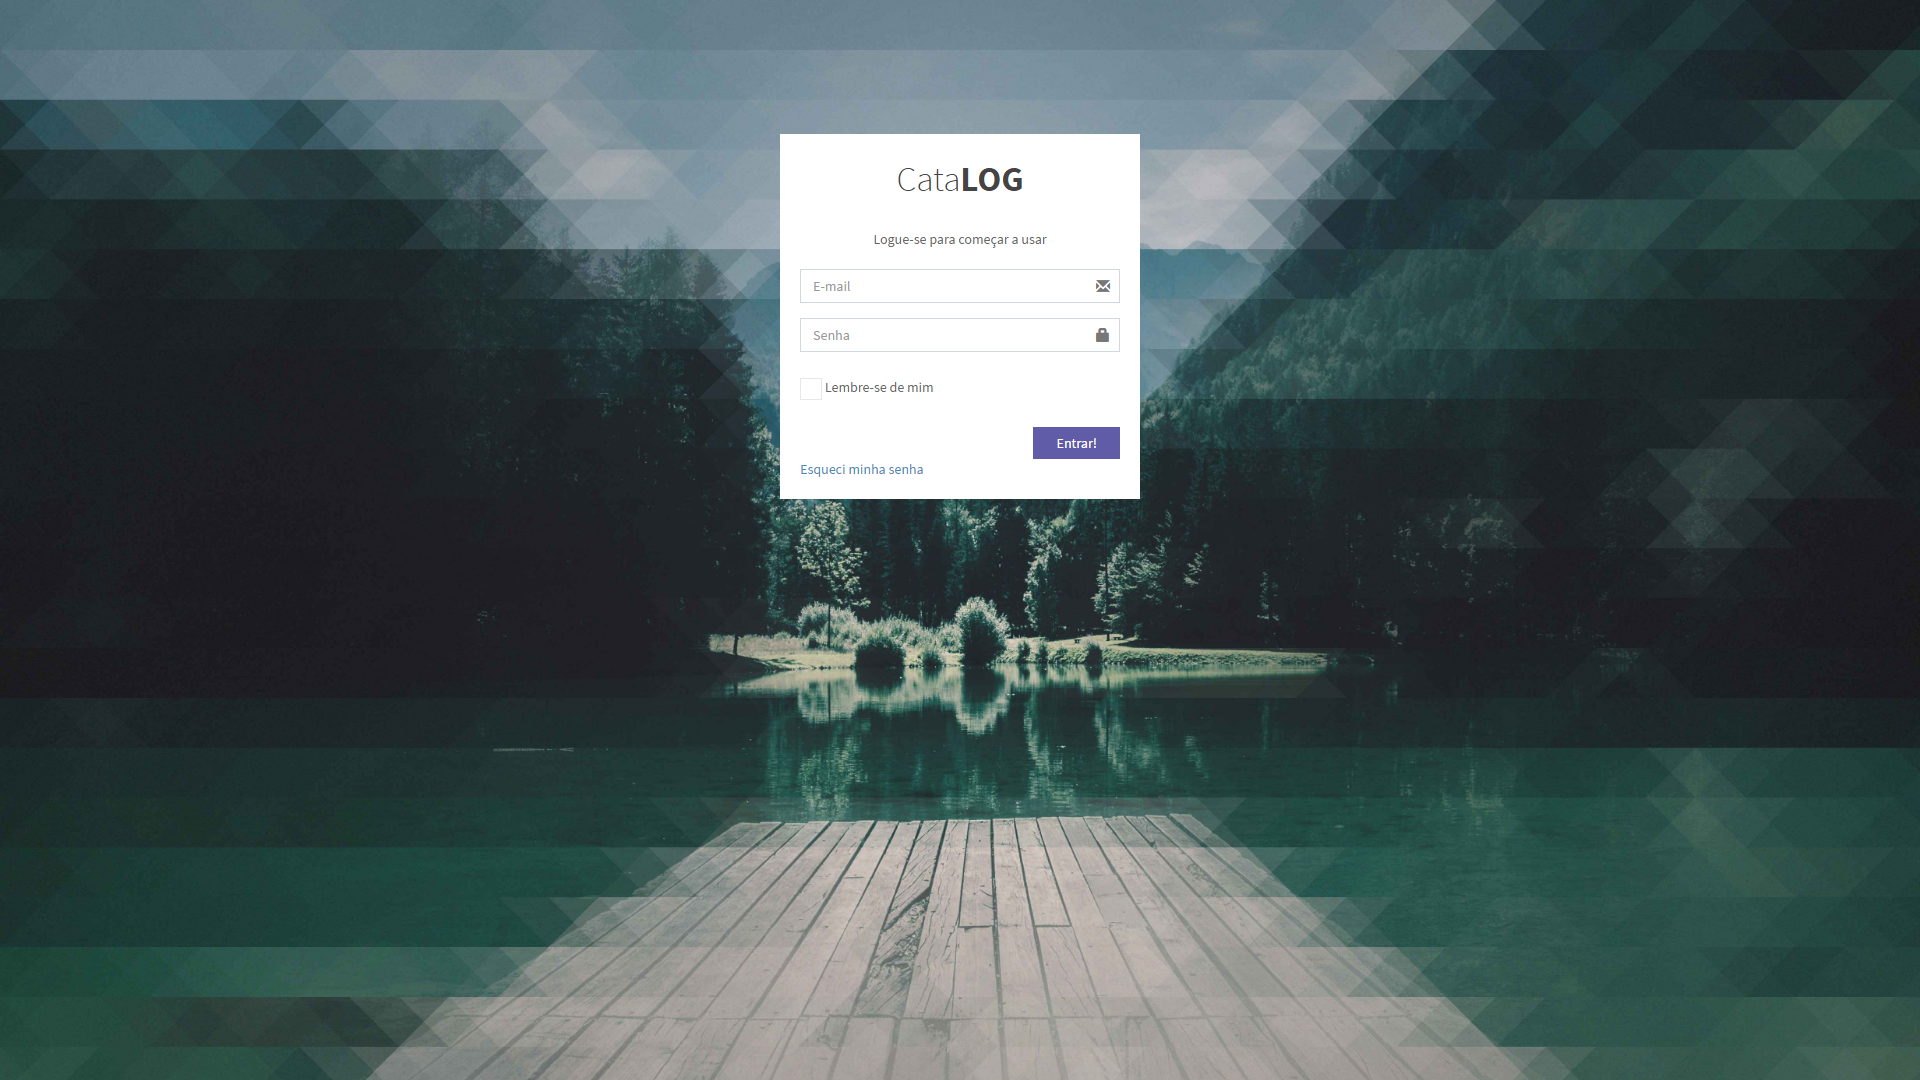 CataLOG
Logue-se para começar a usar
E-mail
Senha
Lembre-se de mim
Entrar!
Esqueci minha senha